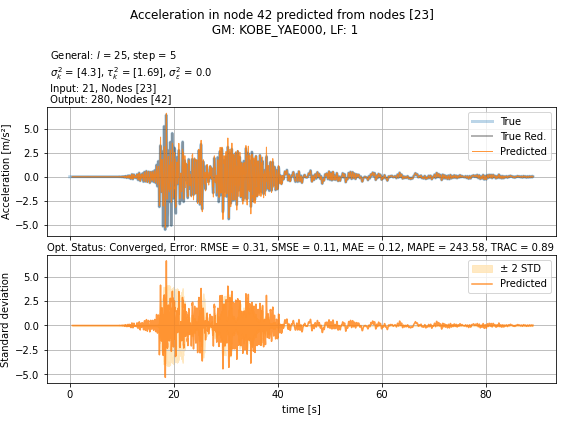 Acceleration in node 42 predicted from nodes [23]
GM: KOBE_YAE000, LF: 1
General: l = 25, step = 5
σ²ₖ = [4.3], τ²ₖ = [1.69], σ²ε = 0.0
Input: 21, Nodes [23]
Output: 280, Nodes [42]
Acceleration [m/s²]
5.0
2.5
0.0
−2.5
−5.0
True
True Red.
Predicted
Opt. Status: Converged, Error: RMSE = 0.31, SMSE = 0.11, MAE = 0.12, MAPE = 243.58, TRAC = 0.89
Standard deviation
5.0
2.5
0.0
−2.5
−5.0
± 2 STD
Predicted
0 20 40 60 80
time [s]